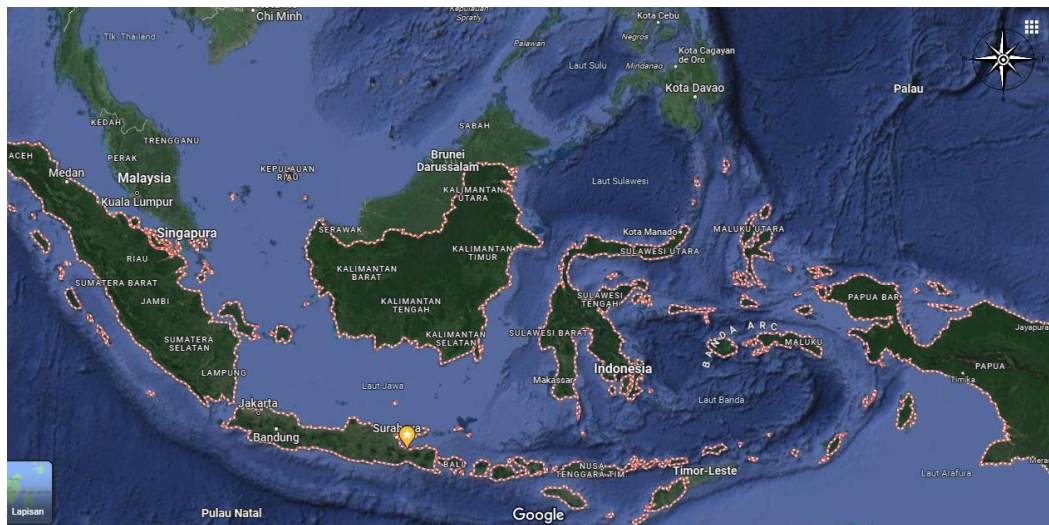 Chi Minh
Kepulauan
Spratly
Kota Cebu
Negros
Tlk. Thailand
Palawan
Kota Cagayan
de Oro
Laut Sulu
Mindanao
Kota Davao
Palau
KEDAH
TRENGGANU
SABAH
ACEH
PERAK
Brunei
Darussalam
Medan
Malaysia
KEPULAUAN
RIAU
Laut Sulawesi
KALIMANTAN
UTARA
Kuala Lumpur
Singapura
SERAWAK
Kota Manado
MALUKU UTARA
SULAWESI UTARA
KALIMANTAN
TIMUR
RIAU
KALIMANTAN
BARAT
SUMATERA BARAT
JAMBI
SULAWESI
TENGAH
PAPUA BAR
KALIMANTAN
TENGAH
BANDA ARC
Jayapura
SUMATERA
SELATAN
KALIMANTAN
SELATAN
SULAWESI BARAT
MALUKU
LAMPUNG
Indonesia
PAPUA
Makassar
Timika
Laut Jawa
Laut Banda
Jakarta
Bandung
BALI
NUSA
TENGGARA TIM.
Timor-Leste
Laut Arafura
Lapisan
Pulau Natal
Google